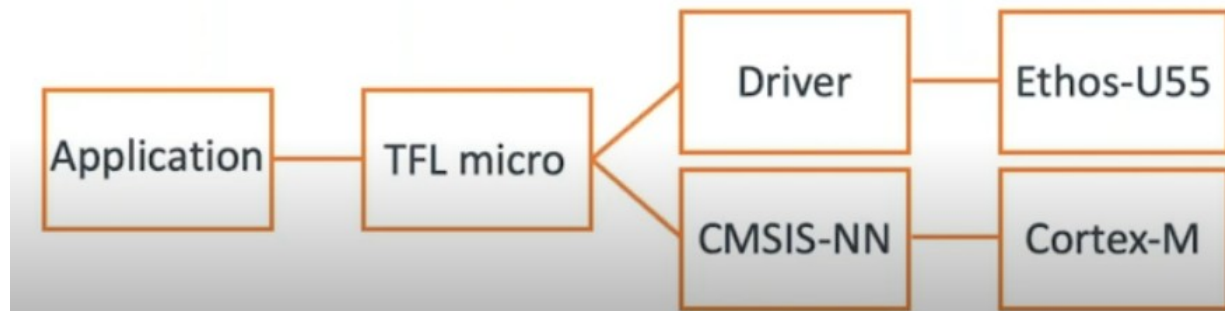 Application
TFL micro
Driver
Ethos-U55
CMSIS-NN
Cortex-M